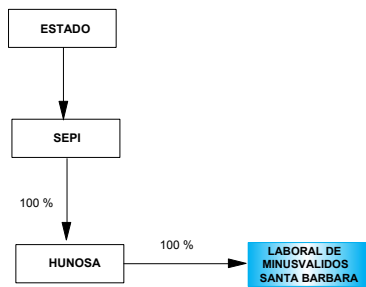 ESTADO
SEPI
100 %
100 %
HUNOSA
LABORAL DE
MINUSVALIDOS
SANTA BARBARA